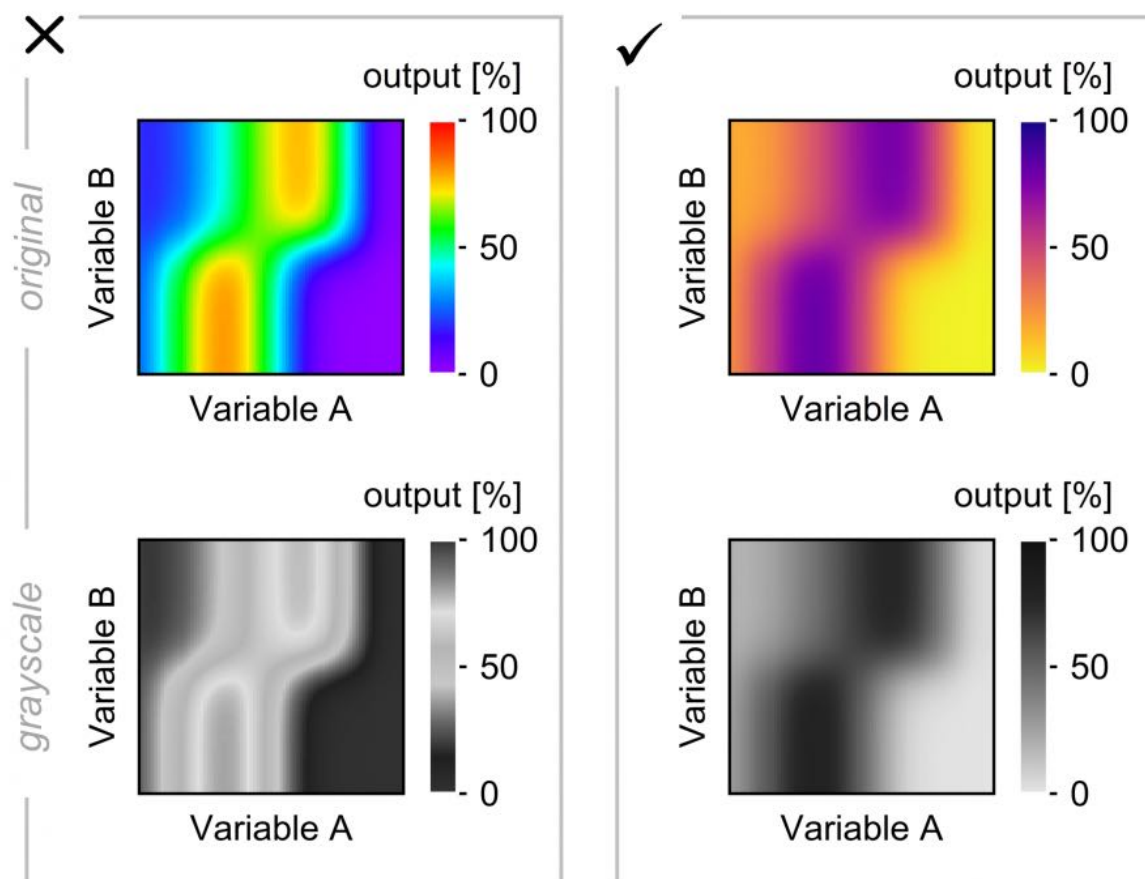 output [%]
100
50
0
Variable B
Variable A
original
output [%]
100
50
0
Variable B
Variable A
output [%]
100
50
0
Variable B
Variable A
grayscale
output [%]
100
50
0
Variable B
Variable A